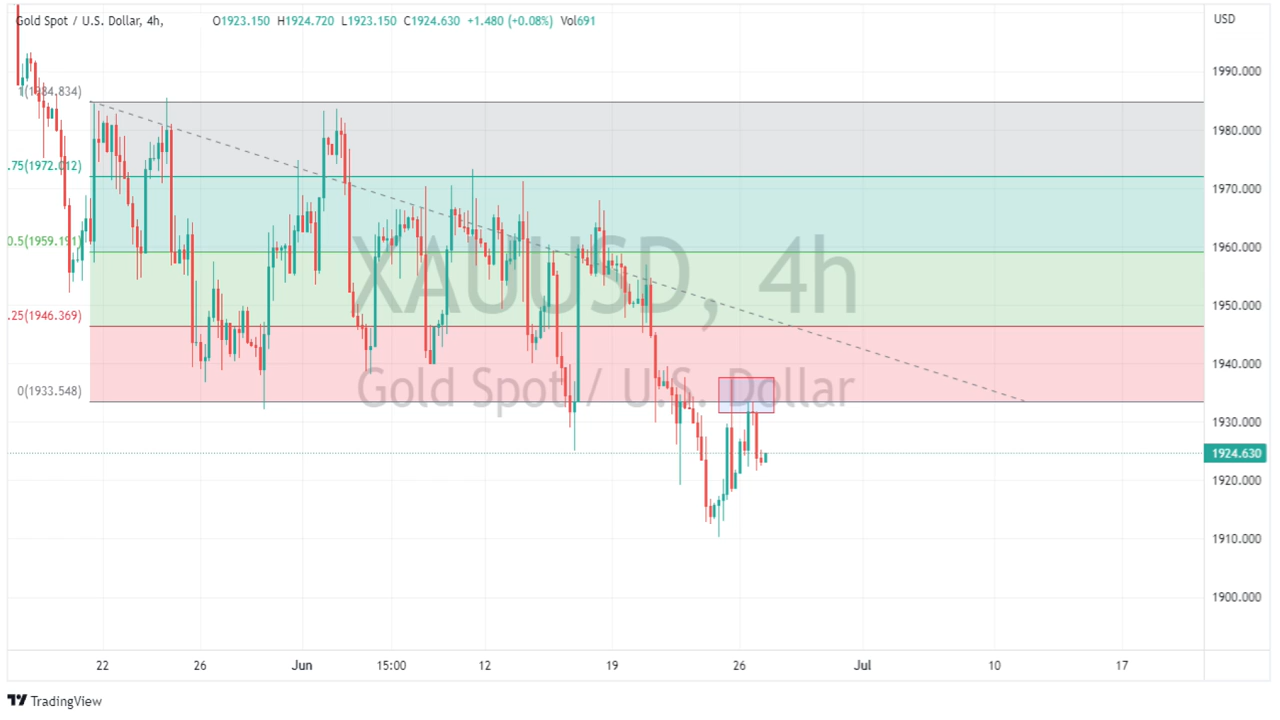 Gold Spot / U.S. Dollar, 4h, O1923.150 H1924.720 L1923.150 C1924.630 +1.480 (+0.08%) Vol691
USD
1990.000
1(1984.834)
1980.000
.75(1972.012)
1970.000
0.5(1959.191)
1960.000
XAUUSD, 4h
1950.000
.25(1946.369)
1940.000
Gold Spot / U.S. Dollar
0(1933.548)
1930.000
1924.630
1920.000
1910.000
1900.000
22 26 Jun 15:00 12 19 26 Jul 10 17
TradingView